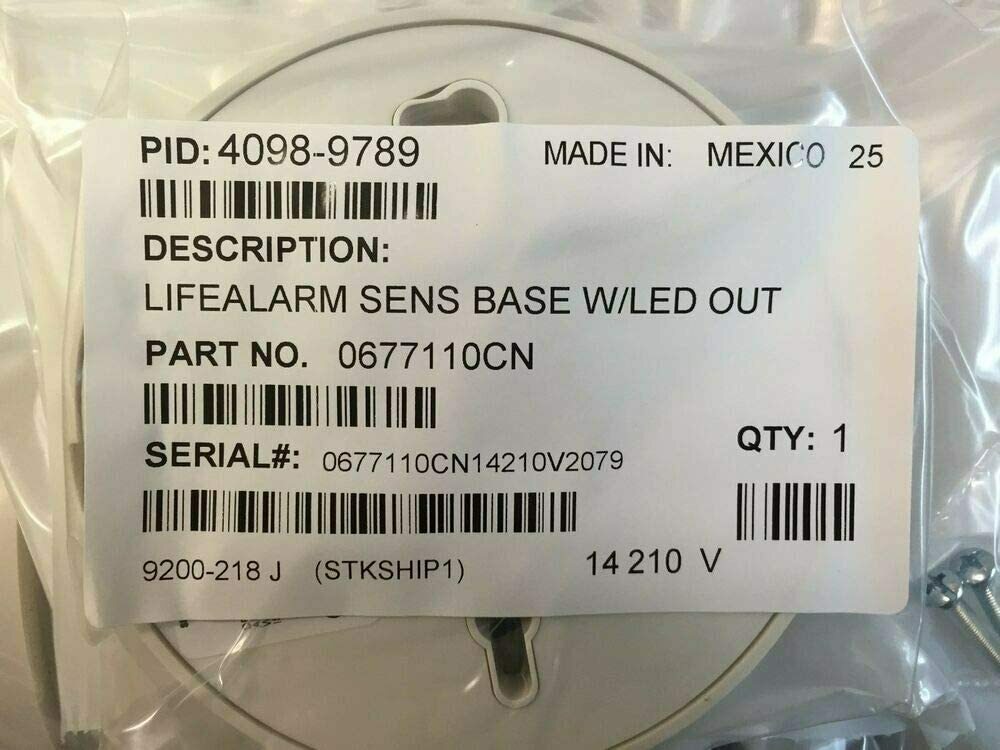 PID: 4098-9789 MADE IN: MEXICO 25
DESCRIPTION:
LIFEALARM SENS BASE W/LED OUT
PART NO. 0677110CN
SERIAL#: 0677110CN14210V2079
QTY: 1
9200-218 J (STKSHIP1) 14 210 V